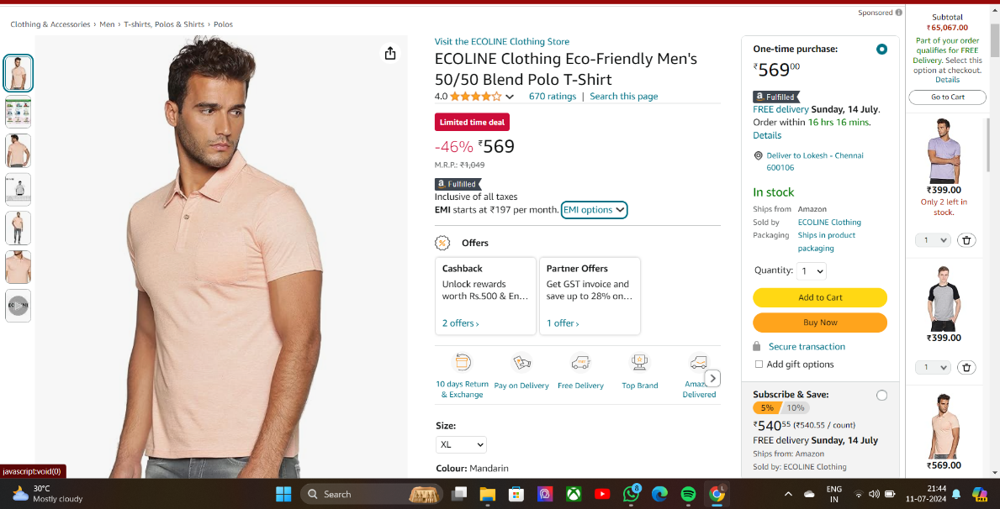 Sponsored
Clothing & Accessories › Men › T-shirts, Polos & Shirts › Polos
Visit the ECOLINE Clothing Store
ECOLINE Clothing Eco-Friendly Men's
50/50 Blend Polo T-Shirt
4.0
670 ratings | Search this page
Limited time deal
-46% ₹569
M.R.P.: ₹1,049
a Fulfilled
Inclusive of all taxes
EMI starts at ₹197 per month. EMI options
Offers
Cashback
Unlock rewards
worth Rs.500 & En...
2 offers ›
Partner Offers
Get GST invoice and
save up to 28% on...
1 offer ›
10 days Return
& Exchange
Pay on Delivery
Free Delivery
Top Brand
Amaz
Delivered
Size:
XL
Colour: Mandarin
One-time purchase:
₹56900
a Fulfilled
FREE delivery Sunday, 14 July.
Order within 16 hrs 16 mins.
Details
Deliver to Lokesh - Chennai
600106
In stock
Ships from Amazon
Sold by ECOLINE Clothing
Packaging Ships in product
packaging
Quantity: 1
Add to Cart
Buy Now
Secure transaction
Add gift options
Subscribe & Save:
5% 10%
₹54055 (₹540.55 / count)
FREE delivery Sunday, 14 July
Ships from: Amazon
Sold by: ECOLINE Clothing
Subtotal
₹65,067.00
Part of your order
qualifies for FREE
Delivery. Select this
option at checkout.
Details
Go to Cart
₹399.00
Only 2 left in
stock.
1
₹399.00
1
₹569.00
javascript:void(0)
30°C
Mostly cloudy
Search
8
L
ENG
IN
21:44
11-07-2024
PRE